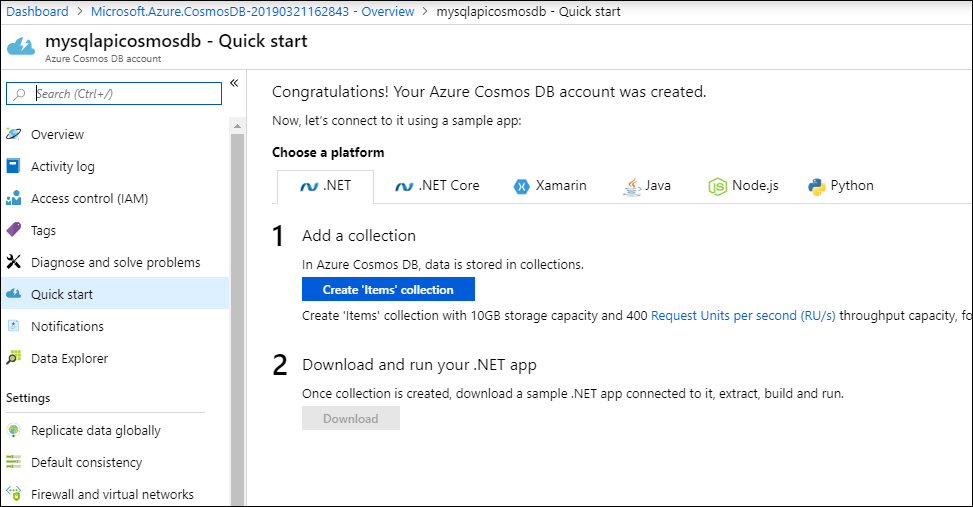 Dashboard > Microsoft.Azure.CosmosDB-20190321162843 - Overview > mysqlapicosmosdb - Quick start
mysqlapicosmosdb - Quick start
Azure Cosmos DB account
Search (Ctrl+/)
«
Overview
Activity log
Access control (IAM)
Tags
Diagnose and solve problems
Quick start
Notifications
Data Explorer
Settings
Replicate data globally
Default consistency
Firewall and virtual networks
Congratulations! Your Azure Cosmos DB account was created.
Now, let's connect to it using a sample app:
Choose a platform
.NET .NET Core Xamarin Java Node.js Python
1 Add a collection
In Azure Cosmos DB, data is stored in collections.
Create 'Items' collection
Create 'Items' collection with 10GB storage capacity and 400 Request Units per second (RU/s) throughput capacity, fo
2 Download and run your .NET app
Once collection is created, download a sample .NET app connected to it, extract, build and run.
Download